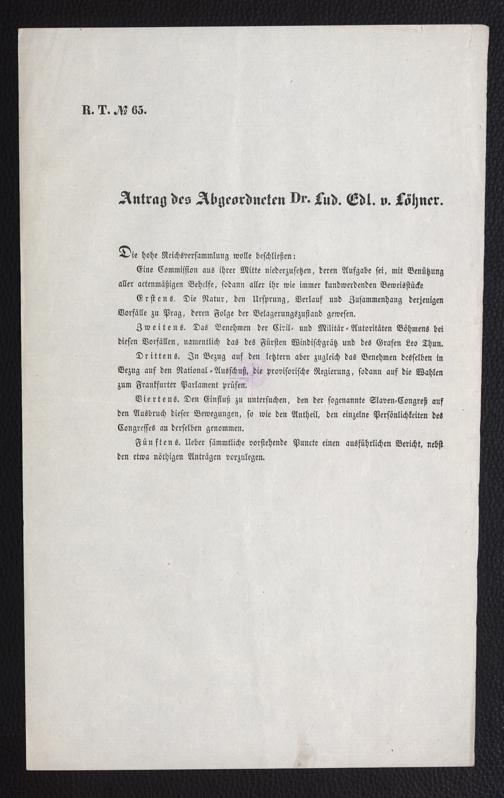 R. T. № 65.
Antrag des Abgeordneten Dr. Lud. Edl. v. Löhner.
Die hohe Reichsversammlung wolle beschließen:
Eine Commission aus ihrer Mitte niederzusetzen, deren Aufgabe sei, mit Benützung
aller actenmäßigen Behelfe, sodann aller ihr wie immer kundwerdenden Beweisstücke
Erstens. Die Natur, den Ursprung, Verlauf und Zusammenhang derjenigen
Vorfälle zu Prag, deren Folge der Belagerungszustand gewesen.
Zweitens. Das Benehmen der Civil- und Militär-Autoritäten Böhmens bei
diesen Vorfällen, namentlich das des Fürsten Windischgrätz und des Grafen Leo Thun.
Drittens. In Bezug auf den letztern aber zugleich das Benehmen desselben in
Bezug auf den National-Ausschuß, die provisorische Regierung, sodann auf die Wahlen
zum Frankfurter Parlament prüfen.
Viertens. Den Einfluß zu untersuchen, den der sogenannte Slaven-Congreß auf
den Ausbruch dieser Bewegungen, so wie den Antheil, den einzelne Persönlichkeiten des
Congresses an derselben genommen.
Fünftens. Ueber sämmtliche vorstehende Puncte einen ausführlichen Bericht, nebst
den etwa nöthigen Anträgen vorzulegen.